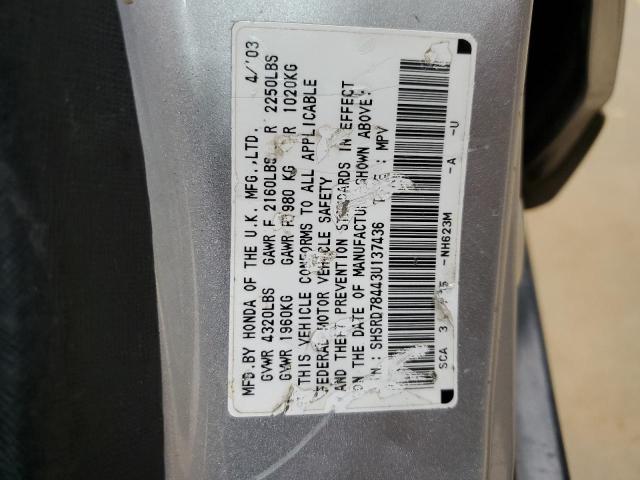 MFD.BY HONDA OF THE U.K. MFG.,LTD. 4/'03
GVWR 4320LBS GAWR F 2160LBS R 2250LBS
GVWR 1960KG GAWR F 980 KG R 1020KG
THIS VEHICLE CONFORMS TO ALL APPLICABLE
FEDERAL MOTOR VEHICLE SAFETY
AND THEFT PREVENTION STANDARDS IN EFFECT
ON THE DATE OF MANUFACTURE SHOWN ABOVE.
V.I.N.: SHSRD78443U137436 TYPE : MPV
SCA 3 -NH623M -A -U